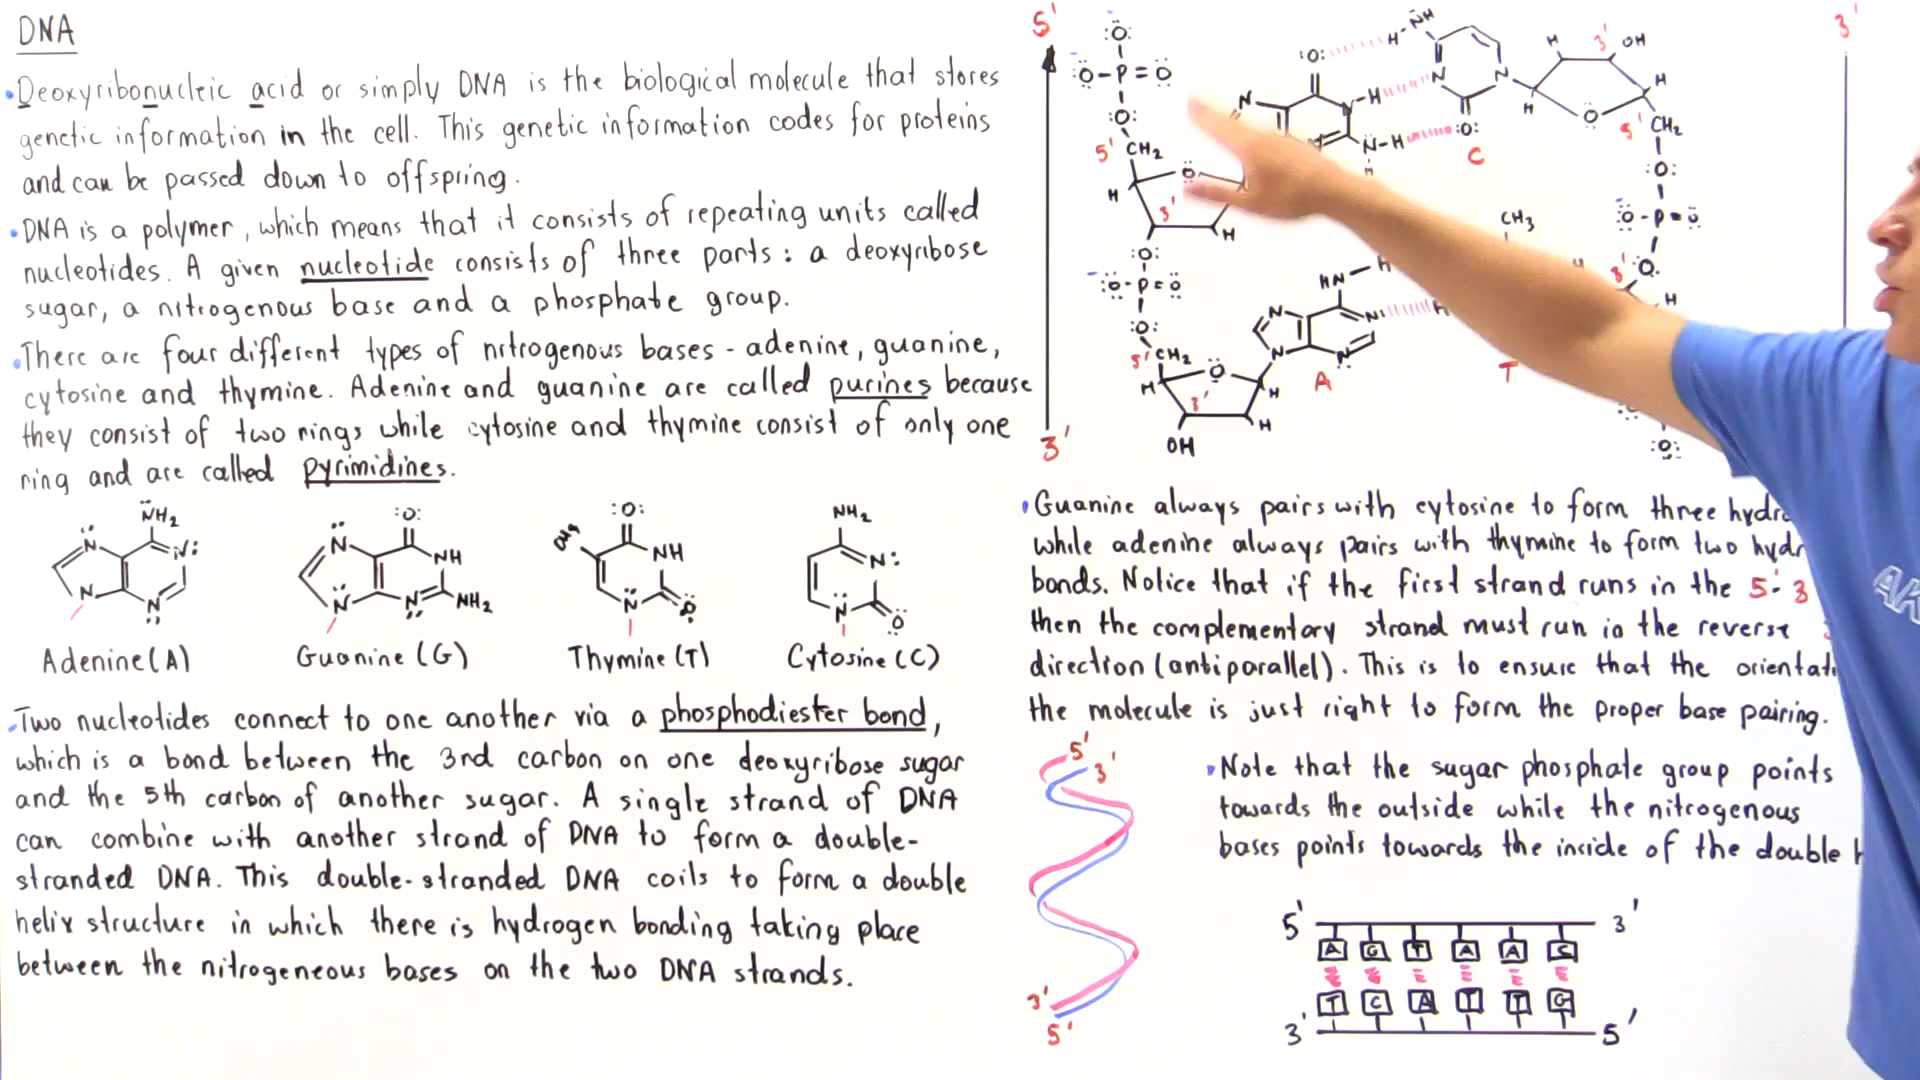 DNA
•Deoxyribonucleic acid or simply DNA is the biological molecule that stores
genetic information in the cell. This genetic information codes for proteins
and can be passed down to offspring.
•DNA is a polymer, which means that it consists of repeating units called
nucleotides. A given nucleotide consists of three parts: a deoxyribose
sugar, a nitrogenous base and a phosphate group.
•There are four different types of nitrogenous bases - adenine, guanine,
cytosine and thymine. Adenine and guanine are called purines because
they consist of two rings while cytosine and thymine consist of only one
ring and are called pyrimidines.
Adenine (A) Guanine (G) Thymine (T) Cytosine (C)
•Two nucleotides connect to one another via a phosphodiester bond,
which is a bond between the 3rd carbon on one deoxyribose sugar
and the 5th carbon of another sugar. A single strand of DNA
can combine with another strand of DNA to form a double-
stranded DNA. This double-stranded DNA coils to form a double
helix structure in which there is hydrogen bonding taking place
between the nitrogeneous bases on the two DNA strands.
5' 3'
C
A T
3'
•Guanine always pairs with cytosine to form three
while adenine always pairs with thymine to form two
bonds. Notice that if the first strand runs in the 5'-3
then the complementary strand must run in the reverse
direction (antiparallel). This is to ensure that the
the molecule is just right to form the proper base pairing.
5' 3'
3'
5'
•Note that the sugar phosphate group points
towards the outside while the nitrogenous
bases points towards the inside of the double
5' 3'
A G T A A C
T C A T T G
3' 5'